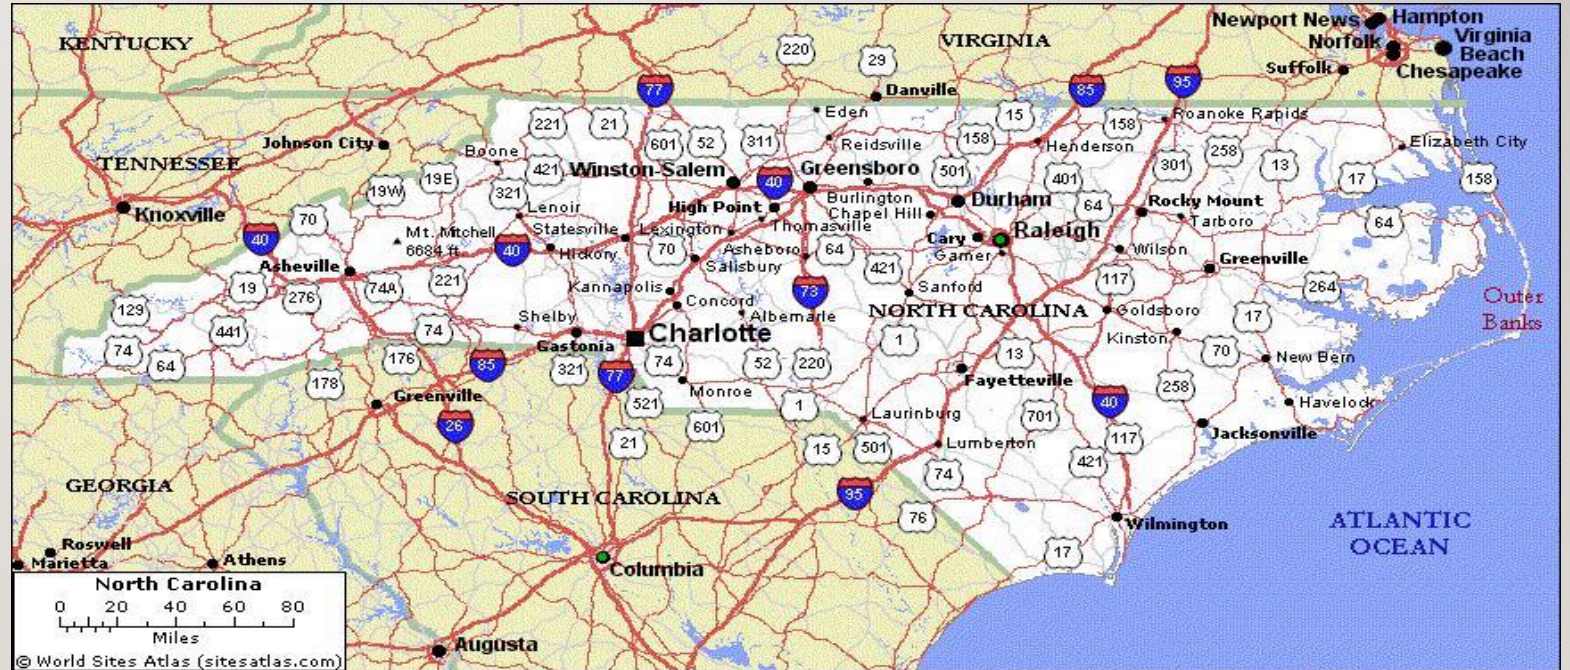 Newport News
Hampton
KENTUCKY
220
VIRGINIA
Norfolk
Virginia
Beach
29
Suffolk
Chesapeake
77
85
95
Danville
Eden
15
Roanoke Rapids
221
21
601
52
311
Reidsville
158
158
Henderson
301
258
13
Elizabeth City
Johnson City
Boone
TENNESSEE
421
Winston-Salem
40
Greensboro
501
401
17
158
19W
19E
321
High Point
Burlington
Durham
64
Rocky Mount
Knoxville
70
Lenoir
Chapel Hill
Tarboro
64
Mt. Mitchell
6684 ft.
Statesville
Lexington
Thomasville
Cary
Raleigh
40
40
Hickory
70
Asheboro
64
Garner
Wilson
Asheville
Salisbury
421
Greenville
19
276
74A
221
Kannapolis
73
Sanford
117
264
129
Concord
Albemarle
NORTH CAROLINA
Goldsboro
17
Outer
Banks
441
74
Shelby
Charlotte
Kinston
74
Gastonia
1
70
New Bern
64
176
85
321
74
52
220
13
178
77
Monroe
Fayetteville
258
Greenville
521
1
40
Havelock
26
601
Laurinburg
701
117
Jacksonville
21
15
501
Lumberton
421
74
GEORGIA
SOUTH CAROLINA
95
76
Wilmington
ATLANTIC
OCEAN
Roswell
Marietta
Athens
Columbia
17
North Carolina
0 20 40 60 80
Miles
© World Sites Atlas (sitesatlas.com)
Augusta